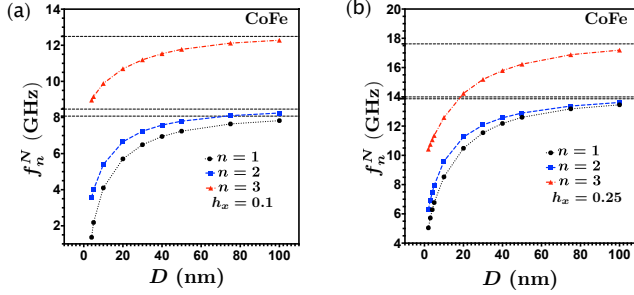 (a)
CoFe
14
12
10
8
6
4
2
f_n^N (GHz)
n = 1
n = 2
n = 3
h_x = 0.1
0 20 40 60 80 100
D (nm)
(b)
CoFe
20
18
16
14
12
10
8
6
4
f_n^N (GHz)
n = 1
n = 2
n = 3
h_x = 0.25
0 20 40 60 80 100
D (nm)